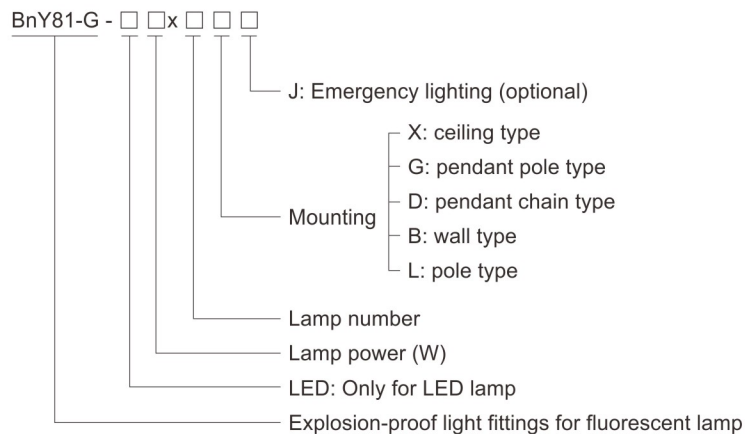 BnY81-G - □ □x □ □ □
J: Emergency lighting (optional)
X: ceiling type
G: pendant pole type
D: pendant chain type
Mounting
B: wall type
L: pole type
Lamp number
Lamp power (W)
LED: Only for LED lamp
Explosion-proof light fittings for fluorescent lamp